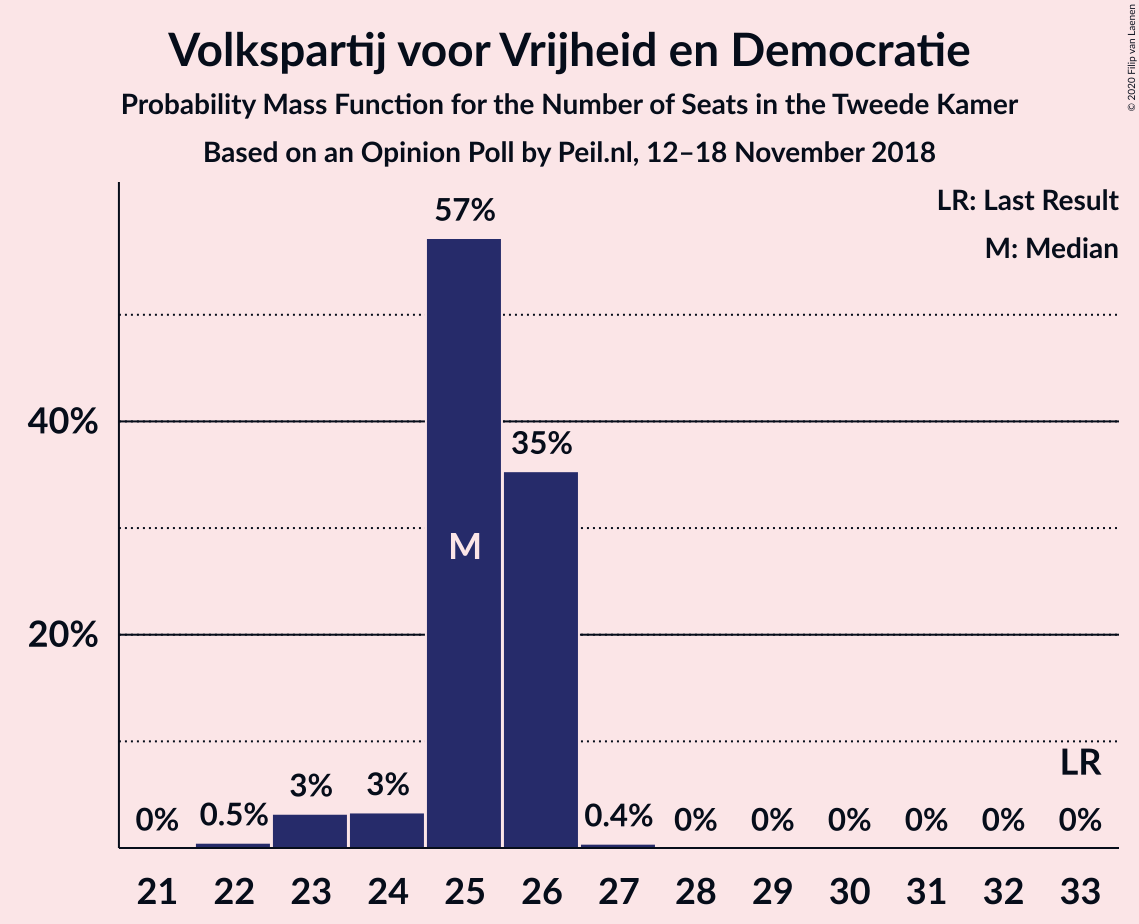 Volkspartij voor Vrijheid en Democratie
Probability Mass Function for the Number of Seats in the Tweede Kamer
Based on an Opinion Poll by Peil.nl, 12–18 November 2018
© 2020 Filip van Laenen
LR: Last Result
M: Median
57%
40%
35%
M
20%
LR
0% 0.5% 3% 3% 0.4% 0% 0% 0% 0% 0% 0%
21 22 23 24 25 26 27 28 29 30 31 32 33